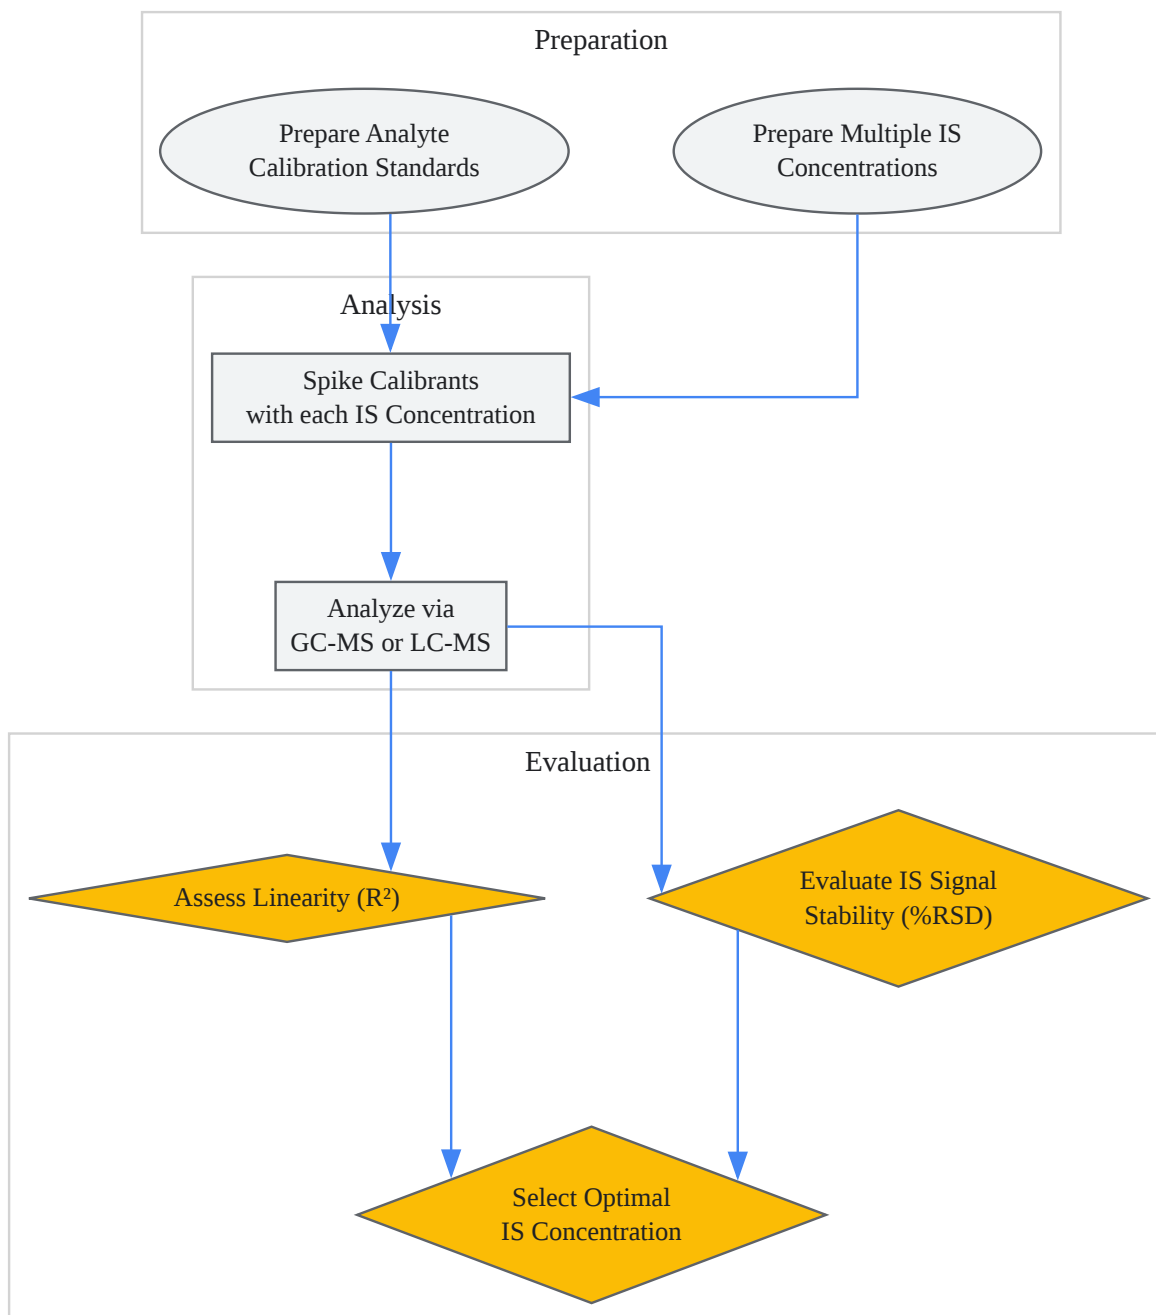 Preparation
Prepare Analyte
Calibration Standards
Prepare Multiple IS
Concentrations
Analysis
Spike Calibrants
with each IS Concentration
Analyze via
GC-MS or LC-MS
Evaluation
Assess Linearity (R²)
Evaluate IS Signal
Stability (%RSD)
Select Optimal
IS Concentration